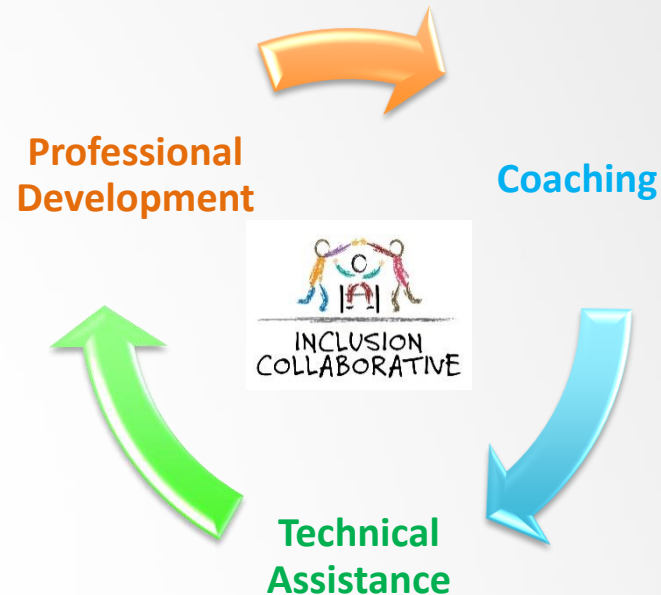 Professional
Development
Coaching
INCLUSION
COLLABORATIVE
Technical
Assistance